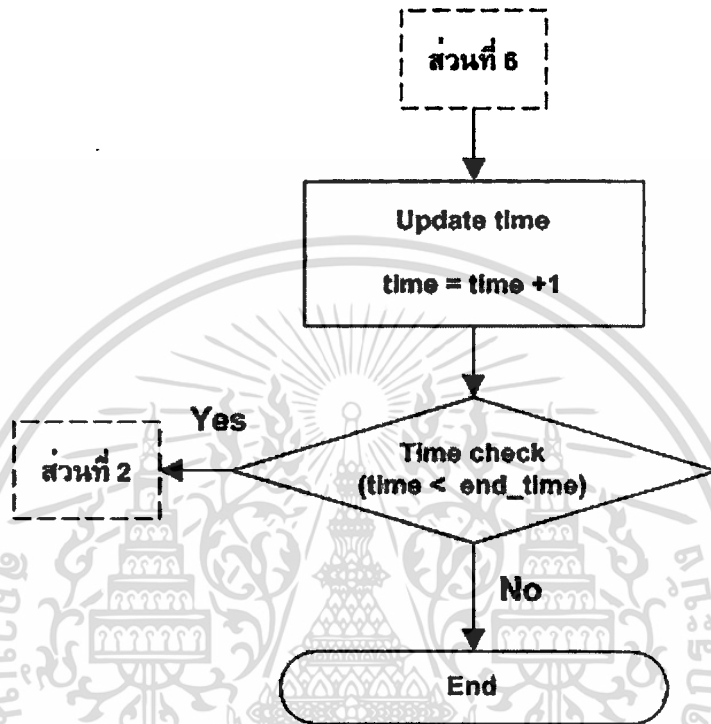 ส่วนที่ 6
Update time
time = time +1
Yes
Time check
(time < end_time)
ส่วนที่ 2
No
End